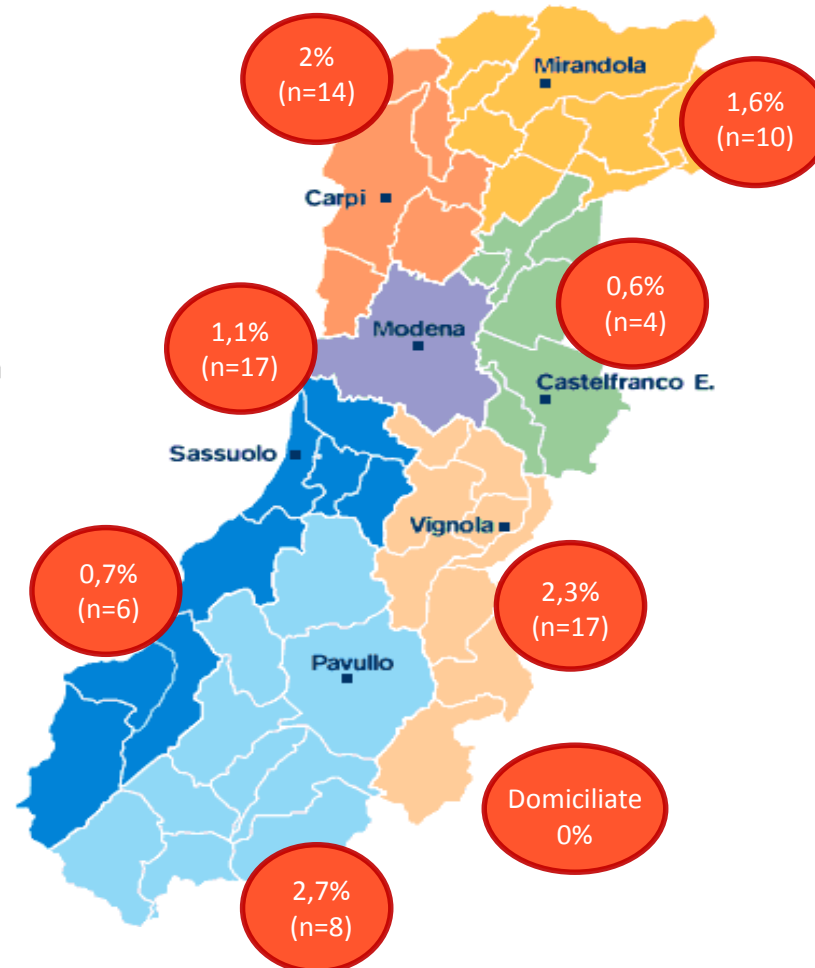 2%
(n=14)
Mirandola
1,6%
(n=10)
Carpi
0,6%
(n=4)
1,1%
(n=17)
Modena
Castelfranco E.
Sassuolo
Vignola
0,7%
(n=6)
2,3%
(n=17)
Pavullo
Domiciliate
0%
2,7%
(n=8)